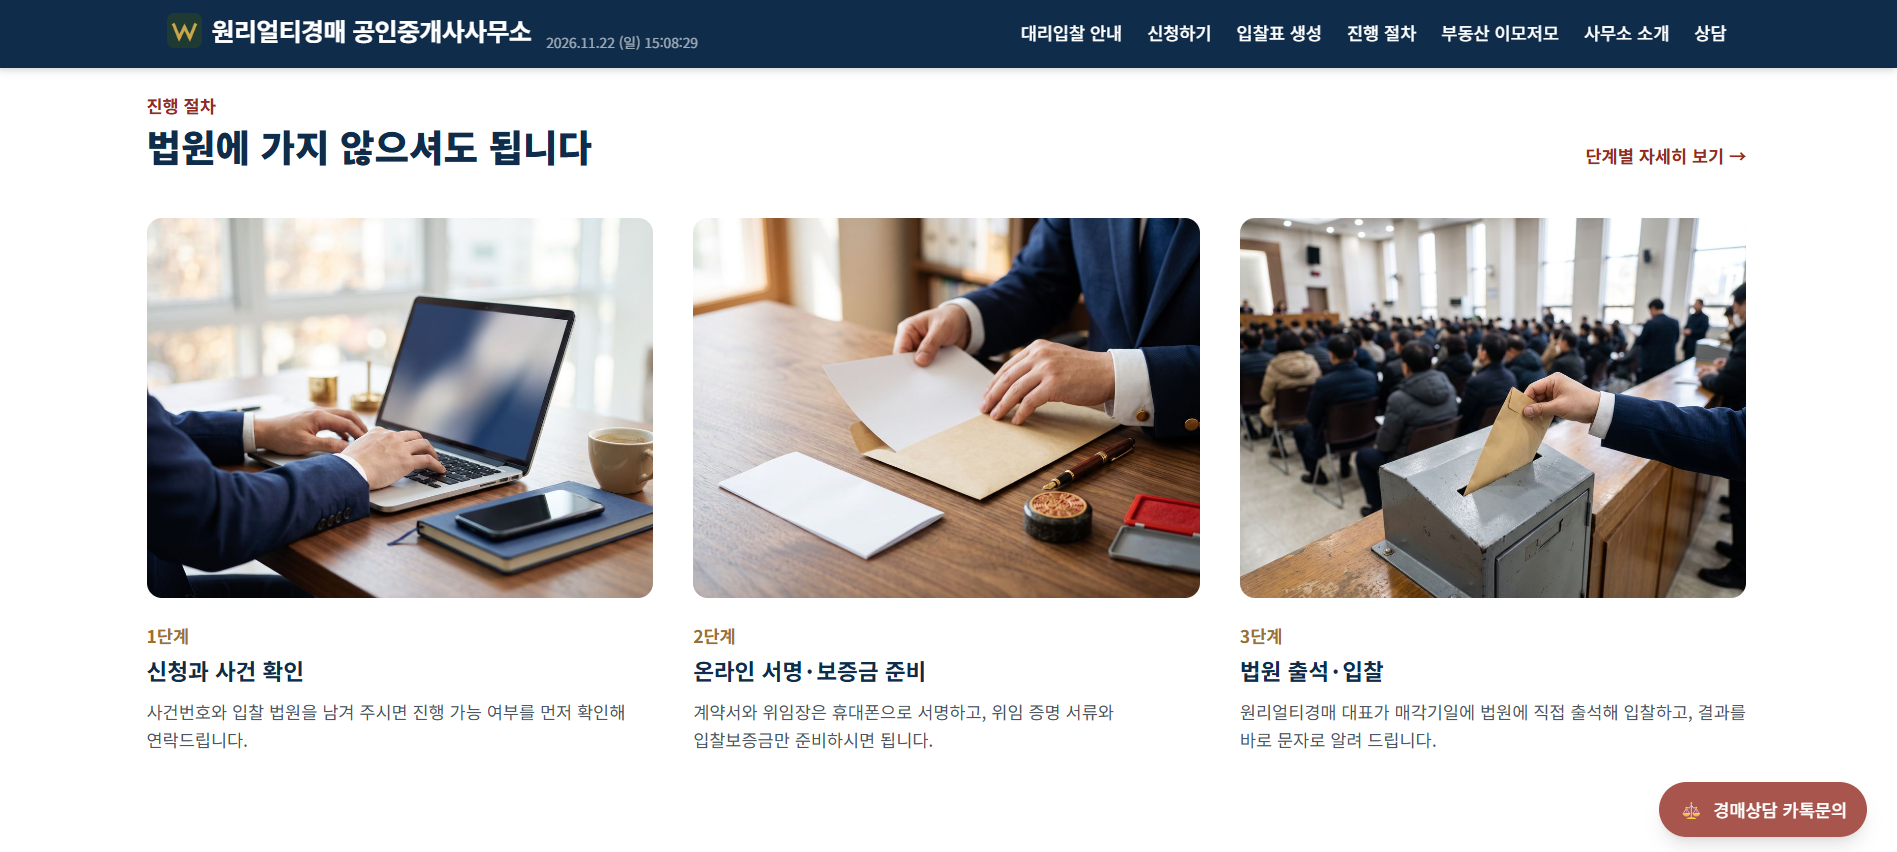 원리얼티경매 공인중개사사무소 2026.11.22 (일) 15:08:29
대리입찰 안내 신청하기 입찰표 생성 진행 절차 부동산 이모저모 사무소 소개 상담
진행 절차
법원에 가지 않으셔도 됩니다
단계별 자세히 보기 →
1단계
신청과 사건 확인
사건번호와 입찰 법원을 남겨 주시면 진행 가능 여부를 먼저 확인해
연락드립니다.
2단계
온라인 서명·보증금 준비
계약서와 위임장은 휴대폰으로 서명하고, 위임 증명 서류와
입찰보증금만 준비하시면 됩니다.
3단계
법원 출석·입찰
원리얼티경매 대표가 매각기일에 법원에 직접 출석해 입찰하고, 결과를
바로 문자로 알려 드립니다.
경매상담 카톡문의